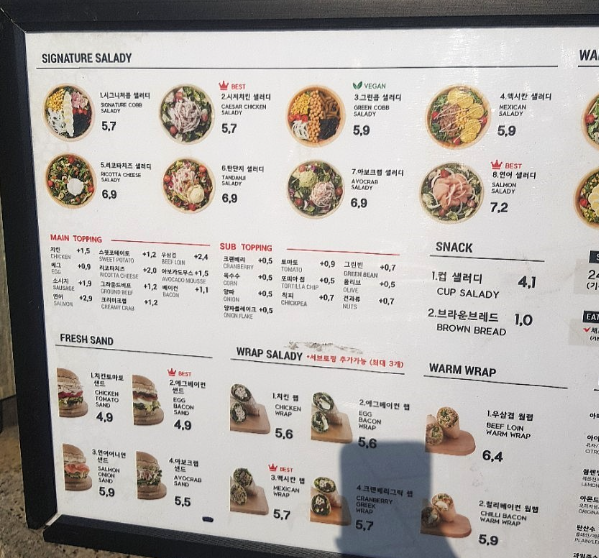 SIGNATURE SALADY
1.시그니처콥 샐러디
SIGNATURE COBB
SALADY
5,7
BEST
2.시저치킨 샐러디
CAESAR CHICKEN
SALADY
5,7
VEGAN
3.그린콥 샐러디
GREEN COBB
SALADY
5,9
4.멕시칸 샐러디
MEXICAN
SALADY
5,9
5.리코타치즈 샐러디
RICOTTA CHEESE
SALADY
6,9
6.탄단지 샐러디
TANDANJI
SALADY
6,9
7.아보크랩 샐러디
AVOCRAB
SALADY
6,9
BEST
8.연어 샐러디
SALMON
SALADY
7,2
MAIN TOPPING
치킨 +1,5
CHICKEN
에그 +0,9
EGG
소시지 +1,9
SAUSAGE
연어 +2,9
SALMON
스윗포테이토 +1,2
SWEET POTATO
리코타치즈 +2,0
RICOTTA CHEESE
그라운드비프 +1,2
GROUND BEEF
크리미크랩 +1,2
CREAMY CRAB
우삼겹 +2,4
BEEF LOIN
아보카도무스 +1,5
AVOCADO MOUSSE
베이컨 +1,1
BACON
SUB TOPPING
크랜베리 +0,5
CRANBERRY
옥수수 +0,5
CORN
양파 +0,5
ONION
양파플레이크 +0,5
ONION FLAKE
토마토 +0,9
TOMATO
또띠아 칩 +0,5
TORTILLA CHIP
칙피 +0,7
CHICKPEA
그린빈 +0,7
GREEN BEAN
올리브 +0,5
OLIVE
견과류 +0,7
NUTS
SNACK
1.컵 샐러디 4,1
CUP SALADY
2.브라운브레드 1,0
BROWN BREAD
FRESH SAND
1.치킨토마토
샌드
CHICKEN
TOMATO
SAND
4,9
BEST
2.에그베이컨
샌드
EGG
BACON
SAND
4,9
3.연어어니언
샌드
SALMON
ONION
SAND
5,9
4.아보크랩
샌드
AVOCRAB
SAND
5,5
WRAP SALADY *서브토핑 추가가능 (최대 3개)
1.치킨 랩
CHICKEN
WRAP
5,6
2.에그베이컨 랩
EGG
BACON
WRAP
5,6
BEST
3.멕시칸 랩
MEXICAN
WRAP
5,7
4.크랜베리그릭 랩
CRANBERRY
GREEK
WRAP
5,7
WARM WRAP
1.우삼겹 웜랩
BEEF LOIN
WARM WRAP
6,4
2.칠리베이컨 웜랩
CHILLI BACON
WARM WRAP
5,9